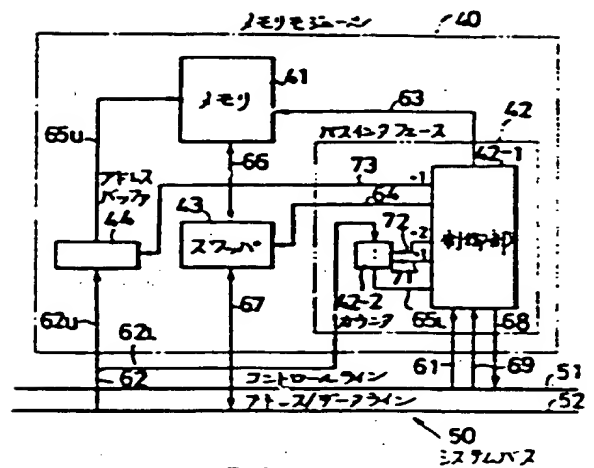 メモリモジュール
40
メモリ
41
63
42
65u
バスインタフェース
66
42-1
アドレス
バッファ
73
-1
64
44
43
スワッパ
72
-2
制御部
-1
71
42-2
カウンタ
65L
62u
67
68
62L
61
69
62
コントロールライン
51
アドレス/データライン
52
50
システムバス